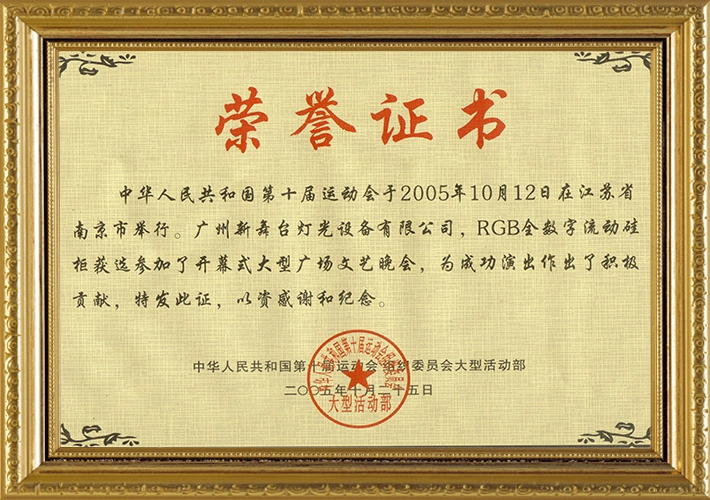 荣誉证书
中华人民共和国第十届运动会于2005年10月12日在江苏省
南京市举行。广州新舞台灯光设备有限公司，RGB全数字流动硅
柜获选参加了开幕式大型广场文艺晚会，为成功演出作出了积极
贡献，特发此证，以资感谢和纪念。
中华人民共和国第十届运动会 组织委员会大型活动部
二〇〇五年十月二十五日
大型活动部